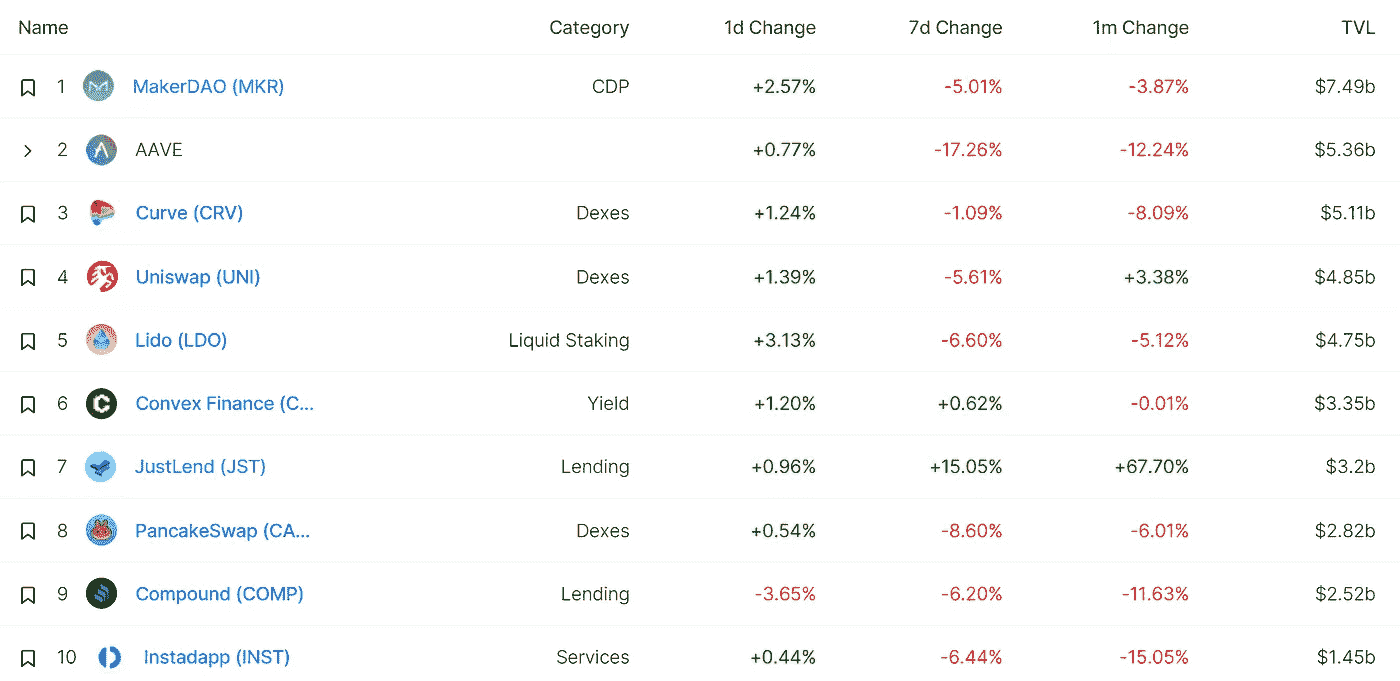 Name Category 1d Change 7d Change 1m Change TVL
1 MakerDAO (MKR) CDP +2.57% -5.01% -3.87% $7.49b
2 AAVE +0.77% -17.26% -12.24% $5.36b
3 Curve (CRV) Dexes +1.24% -1.09% -8.09% $5.11b
4 Uniswap (UNI) Dexes +1.39% -5.61% +3.38% $4.85b
5 Lido (LDO) Liquid Staking +3.13% -6.60% -5.12% $4.75b
6 Convex Finance (C... Yield +1.20% +0.62% -0.01% $3.35b
7 JustLend (JST) Lending +0.96% +15.05% +67.70% $3.2b
8 PancakeSwap (CA... Dexes +0.54% -8.60% -6.01% $2.82b
9 Compound (COMP) Lending -3.65% -6.20% -11.63% $2.52b
10 Instadapp (INST) Services +0.44% -6.44% -15.05% $1.45b